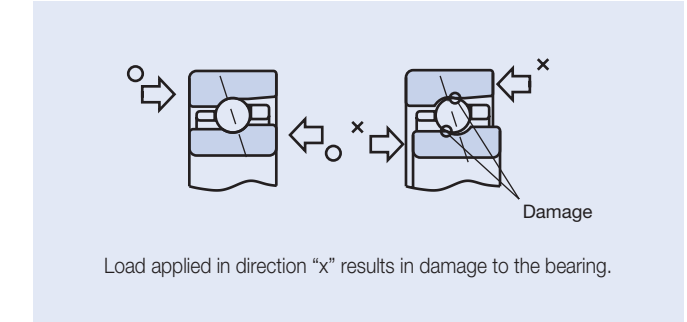 Damage
Load applied in direction “x” results in damage to the bearing.